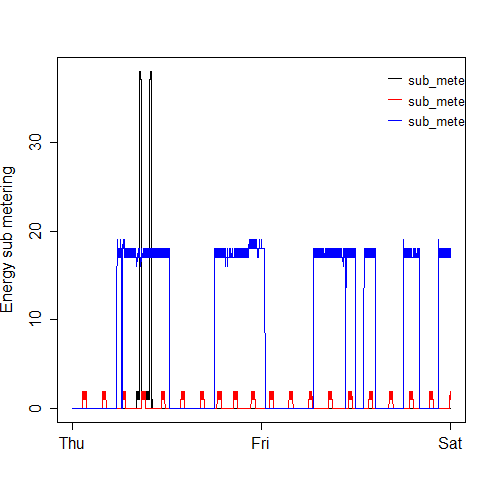 Energy sub metering
30
20
10
0
sub_mete
sub_mete
sub_mete
Thu Fri Sat